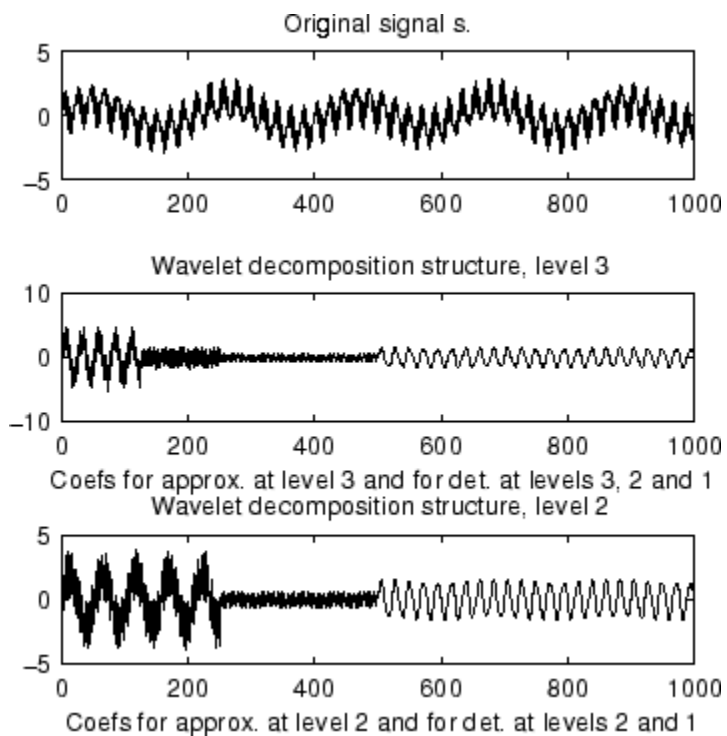 Original signal s.
5
0
−5
0 200 400 600 800 1000
Wavelet decomposition structure, level 3
10
0
−10
0 200 400 600 800 1000
Coefs for approx. at level 3 and for det. at levels 3, 2 and 1
Wavelet decomposition structure, level 2
5
0
−5
0 200 400 600 800 1000
Coefs for approx. at level 2 and for det. at levels 2 and 1